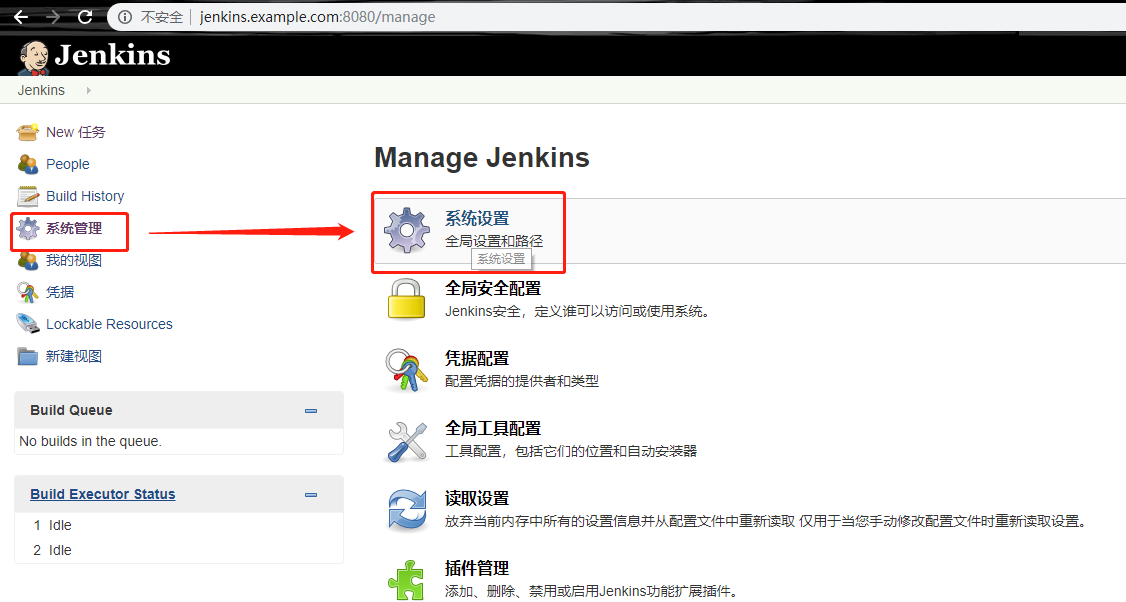 不安全 jenkins.example.com:8080/manage
Jenkins
Jenkins
New 任务
People
Build History
系统管理
我的视图
凭据
Lockable Resources
新建视图
Build Queue
No builds in the queue.
Build Executor Status
1 Idle
2 Idle
Manage Jenkins
系统设置
全局设置和路径
系统设置
全局安全配置
Jenkins安全，定义谁可以访问或使用系统。
凭据配置
配置凭据的提供者和类型
全局工具配置
工具配置，包括它们的位置和自动安装器
读取设置
放弃当前内存中所有的设置信息并从配置文件中重新读取 仅用于当您手动修改配置文件时重新读取设置。
插件管理
添加、删除、禁用或启用Jenkins功能扩展插件。